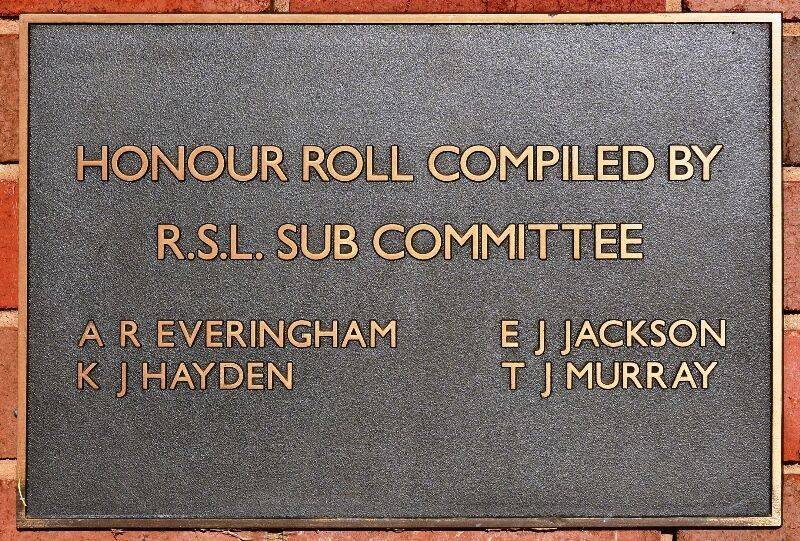 HONOUR ROLL COMPILED BY
R.S.L. SUB COMMITTEE
A R EVERINGHAM E J JACKSON
K J HAYDEN T J MURRAY